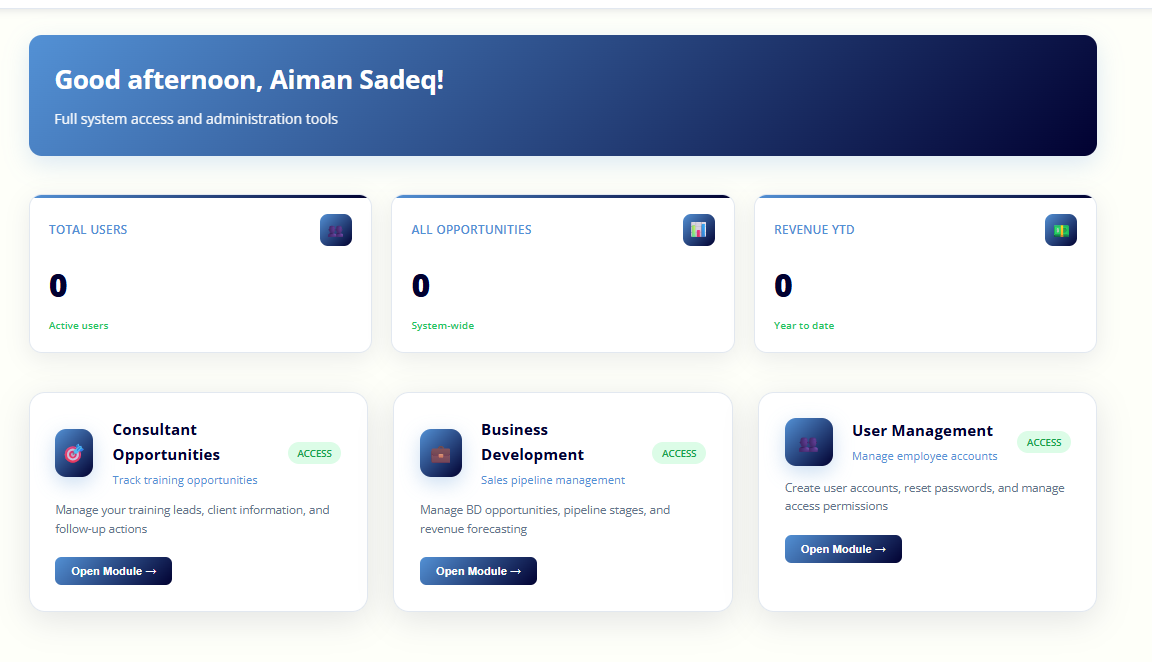 Good afternoon, Aiman Sadeq!
Full system access and administration tools
TOTAL USERS
0
Active users
ALL OPPORTUNITIES
0
System-wide
REVENUE YTD
0
Year to date
Consultant
Opportunities
Track training opportunities
ACCESS
Manage your training leads, client information, and
follow-up actions
Open Module →
Business
Development
Sales pipeline management
ACCESS
Manage BD opportunities, pipeline stages, and
revenue forecasting
Open Module →
User Management
Manage employee accounts
ACCESS
Create user accounts, reset passwords, and manage
access permissions
Open Module →